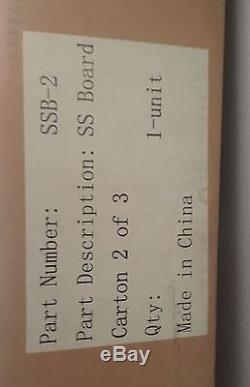 Part Number: SSB-2
Part Description: SS Board
Carton 2 of 3
Qty: 1-unit
Made in China